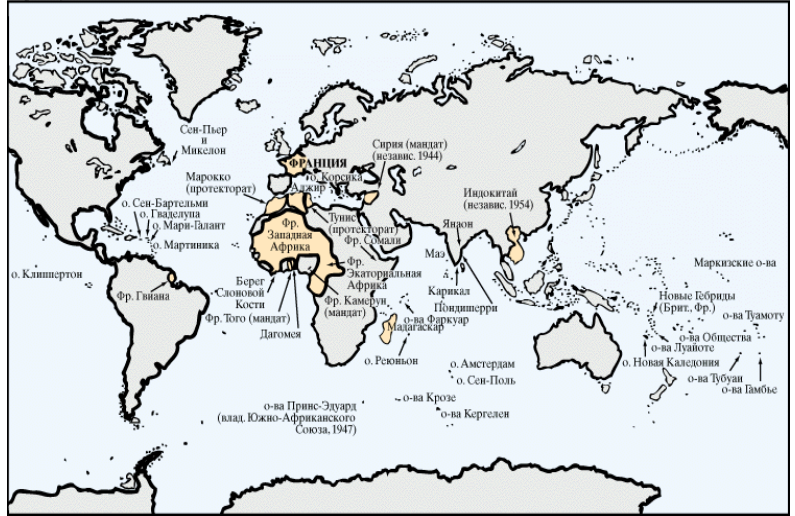 Сен-Пьер
и
Микелон
Сирия (мандат)
(независ. 1944)
ФРАНЦИЯ
о. Корсика
Марокко
(протекторат)
Аджир
Индокитай
(независ. 1954)
о. Сен-Бартельми
о. Гваделупа
о. Мари-Галант
о. Мартиника
Тунис
(протекторат)
Фр. Сомали
Фр.
Западная
Африка
Янаон
Маэ
о. Клиппертон
Фр.
Экаториальная
Африка
Маркизские о-ва
Фр. Гвиана
Берег
Слоновой
Кости
Карикал
Пондишерри
Новые Гебриды
(Брит., Фр.)
Фр. Камерун
(мандат)
Фр. Того (мандат)
Дагомея
о-ва Фаркуар
Мадагаскар
о-ва Туамоту
о-ва Общества
о-ва Луайоте
о. Новая Каледония
о. Реюньон
о. Амстердам
о. Сен-Поль
о-ва Тубуаи
о-ва Гамбье
о-ва Крозе
о-ва Принс-Эдуард
(влад. Южно-Африканского
Союза, 1947)
о-ва Кергелен